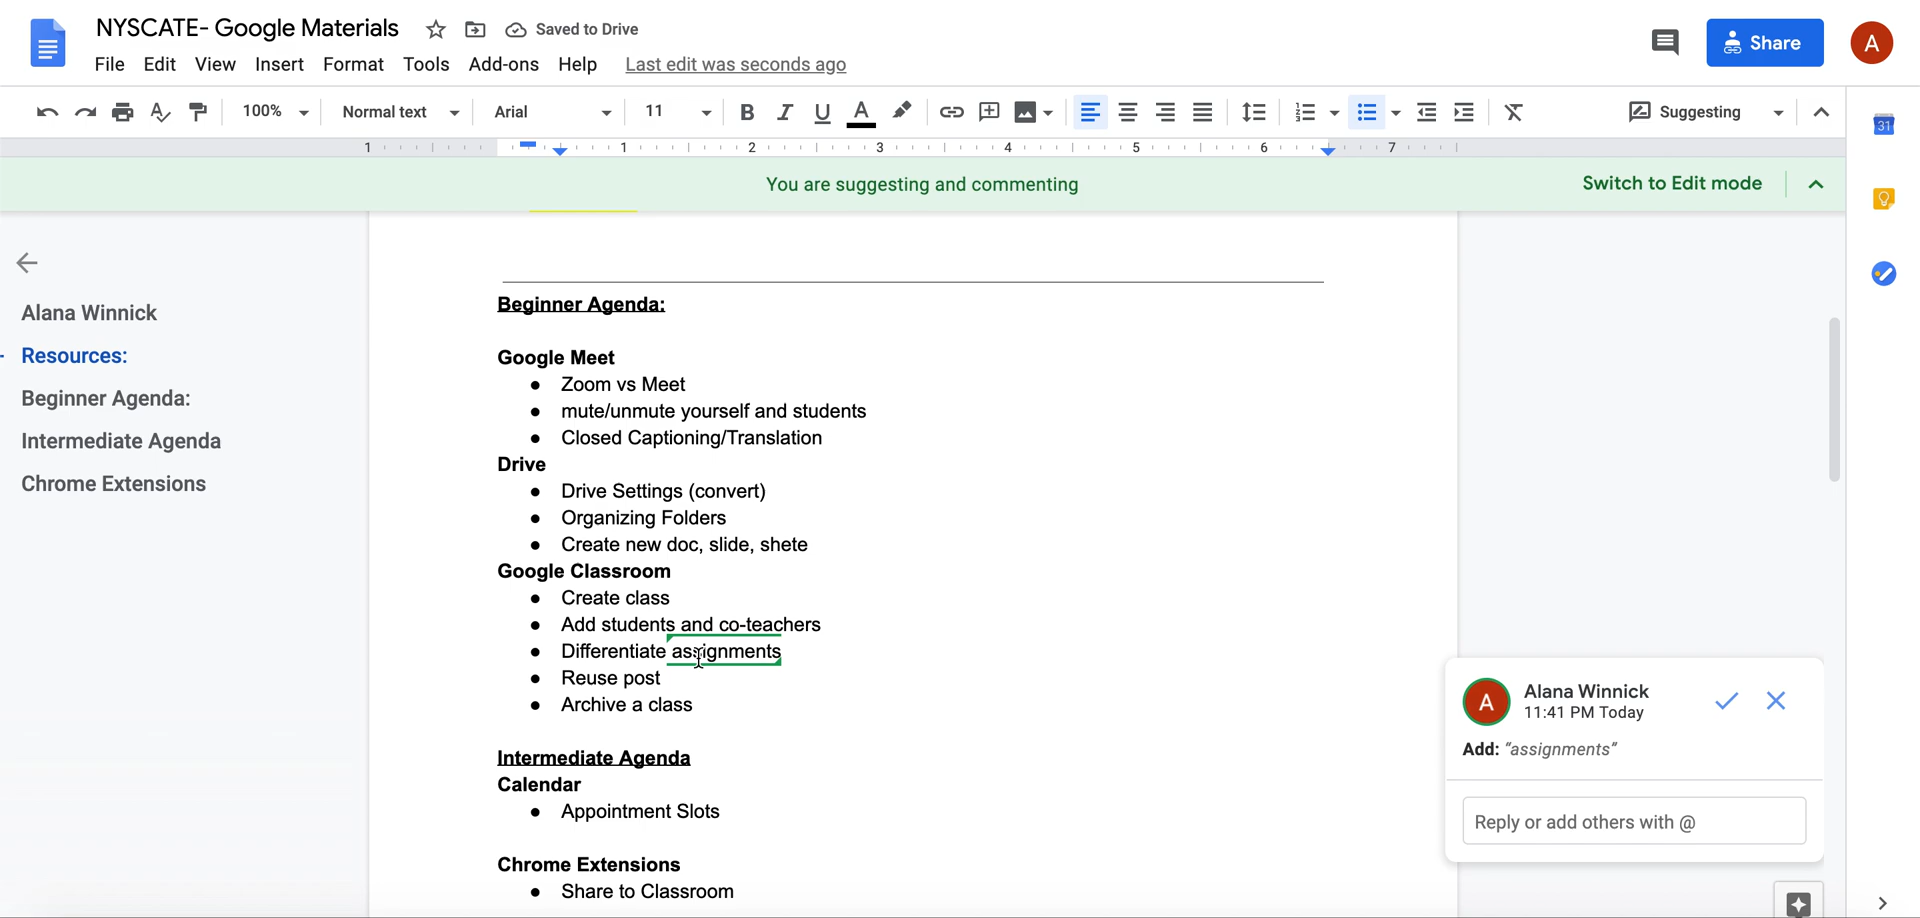 NYSCATE- Google Materials
Saved to Drive
Share
A
File Edit View Insert Format Tools Add-ons Help Last edit was seconds ago
100% Normal text Arial 11 B I U A Suggesting
31
1 1 2 3 4 5 6 7
You are suggesting and commenting
Switch to Edit mode
Alana Winnick
Resources:
Beginner Agenda:
Intermediate Agenda
Chrome Extensions
Beginner Agenda:
Google Meet
● Zoom vs Meet
● mute/unmute yourself and students
● Closed Captioning/Translation
Drive
● Drive Settings (convert)
● Organizing Folders
● Create new doc, slide, shete
Google Classroom
● Create class
● Add students and co-teachers
● Differentiate assignments
● Reuse post
● Archive a class
Intermediate Agenda
Calendar
● Appointment Slots
Chrome Extensions
● Share to Classroom
A
Alana Winnick
11:41 PM Today
Add: “assignments”
Reply or add others with @